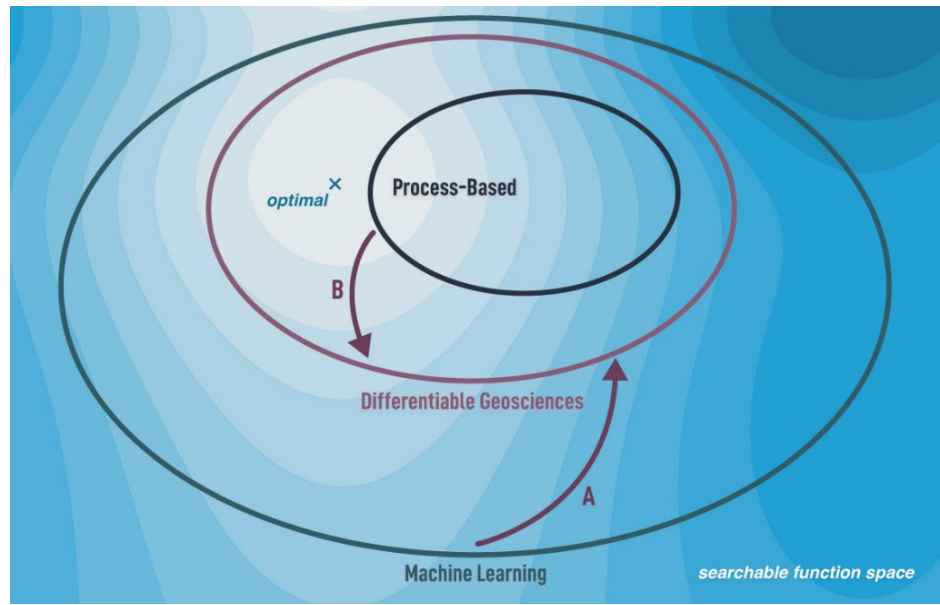 optimal
Process-Based
B
Differentiable Geosciences
A
Machine Learning
searchable function space